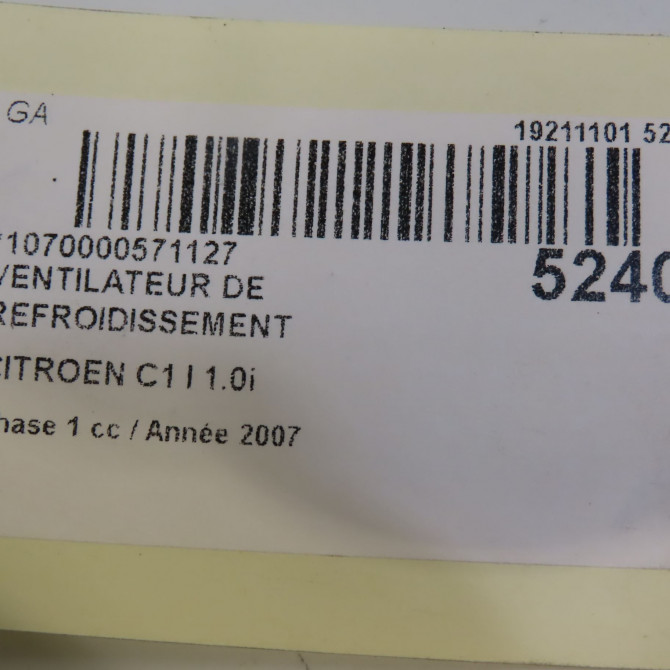 GA
19211101 52
*1070000571127
VENTILATEUR DE
REFROIDISSEMENT
5240
CITROEN C1 I 1.0i
hase 1 cc / Année 2007